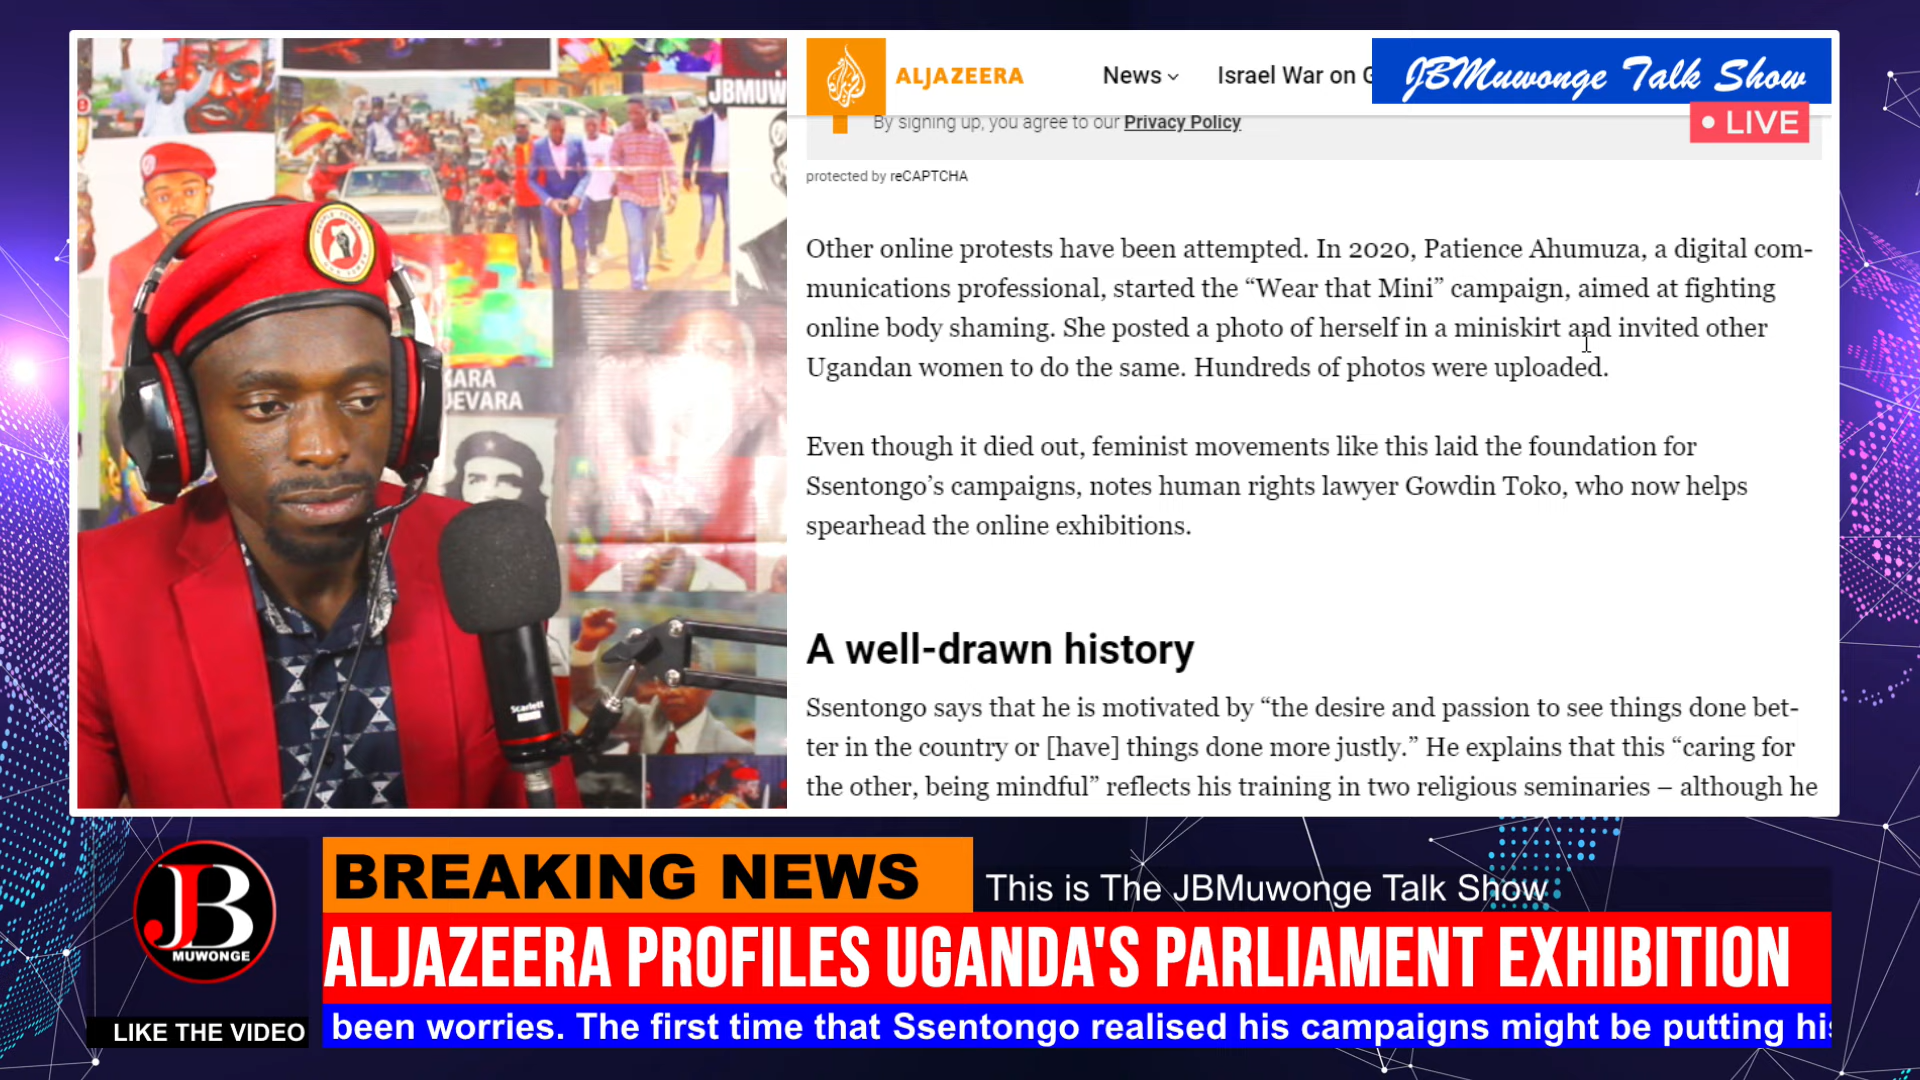 JBMUW
KARA
UEVARA
PEOPLE POWER
Scarlett
ALJAZEERA
News
Israel War on G
JBMuwonge Talk Show
LIVE
By signing up, you agree to our Privacy Policy
protected by reCAPTCHA
Other online protests have been attempted. In 2020, Patience Ahumuza, a digital com-
munications professional, started the “Wear that Mini” campaign, aimed at fighting
online body shaming. She posted a photo of herself in a miniskirt and invited other
Ugandan women to do the same. Hundreds of photos were uploaded.
Even though it died out, feminist movements like this laid the foundation for
Ssentongo’s campaigns, notes human rights lawyer Gowdin Toko, who now helps
spearhead the online exhibitions.
A well-drawn history
Ssentongo says that he is motivated by “the desire and passion to see things done bet-
ter in the country or [have] things done more justly.” He explains that this “caring for
the other, being mindful” reflects his training in two religious seminaries – although he
JB
MUWONGE
LIKE THE VIDEO
BREAKING NEWS
This is The JBMuwonge Talk Show
ALJAZEERA PROFILES UGANDA'S PARLIAMENT EXHIBITION
been worries. The first time that Ssentongo realised his campaigns might be putting his